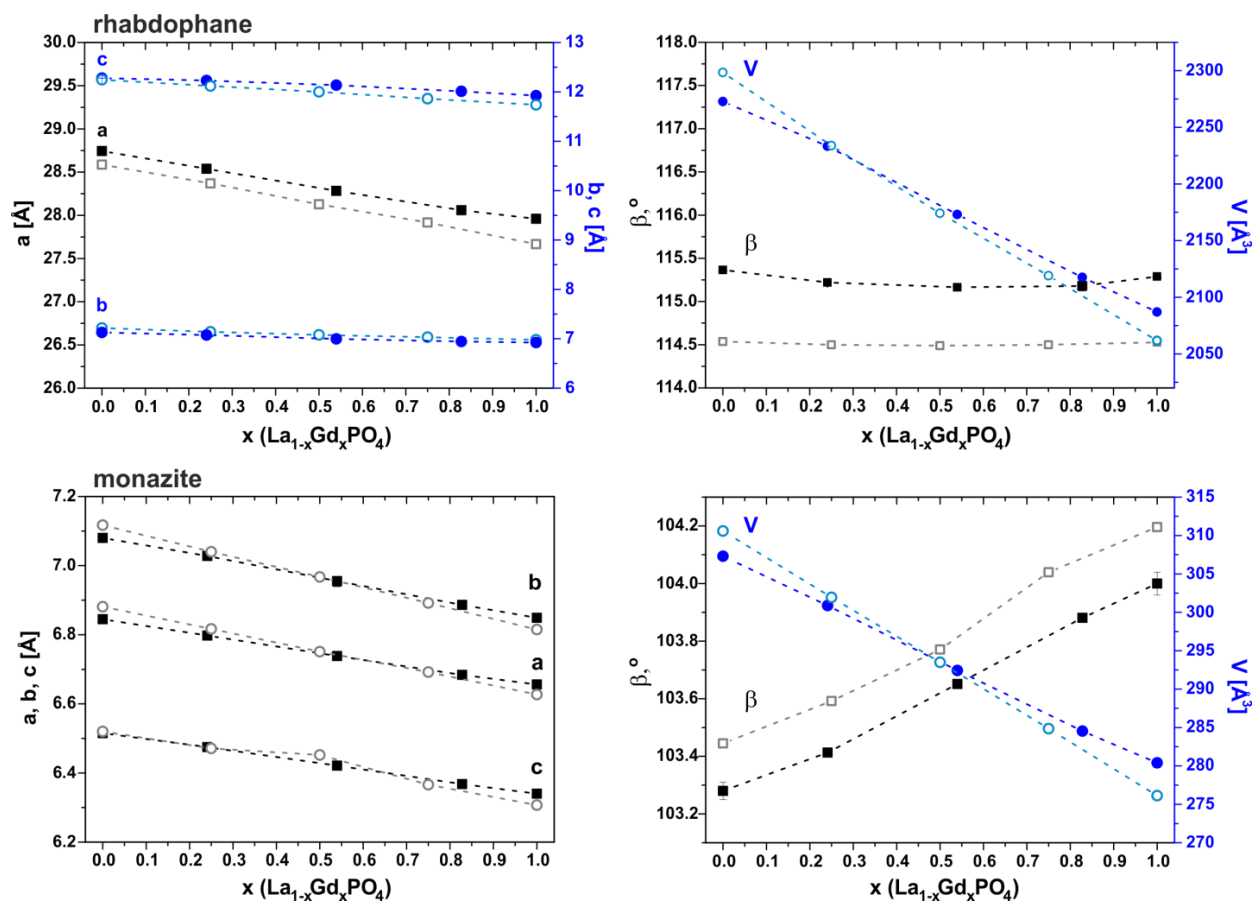 rhabdophane
30.0
29.5
29.0
28.5
28.0
27.5
27.0
26.5
26.0
a [Å]
c
a
b
13
12
11
10
9
8
7
6
b, c [Å]
0.0 0.1 0.2 0.3 0.4 0.5 0.6 0.7 0.8 0.9 1.0
x (La₁₋ₓGdₓPO₄)
118.0
117.5
117.0
116.5
116.0
115.5
115.0
114.5
114.0
β,º
V
β
2300
2250
2200
2150
2100
2050
V [Å³]
0.0 0.1 0.2 0.3 0.4 0.5 0.6 0.7 0.8 0.9 1.0
x (La₁₋ₓGdₓPO₄)
monazite
7.2
7.0
6.8
6.6
6.4
6.2
a, b, c [Å]
b
a
c
0.0 0.1 0.2 0.3 0.4 0.5 0.6 0.7 0.8 0.9 1.0
x (La₁₋ₓGdₓPO₄)
104.2
104.0
103.8
103.6
103.4
103.2
β,º
V
β
315
310
305
300
295
290
285
280
275
270
V [Å³]
0.0 0.1 0.2 0.3 0.4 0.5 0.6 0.7 0.8 0.9 1.0
x (La₁₋ₓGdₓPO₄)